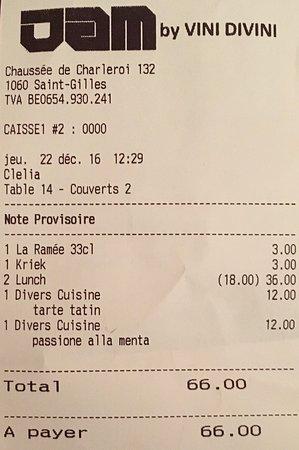 JAM by VINI DIVINI
Chaussée de Charleroi 132
1060 Saint-Gilles
TVA BE0654.930.241
CAISSE1 #2 : 0000
jeu. 22 déc. 16 12:29
Clelia
Table 14 - Couverts 2
Note Provisoire
1 La Ramée 33cl 3.00
1 Kriek 3.00
2 Lunch (18.00) 36.00
1 Divers Cuisine 12.00
tarte tatin
1 Divers Cuisine 12.00
passione alla menta
Total 66.00
A payer 66.00